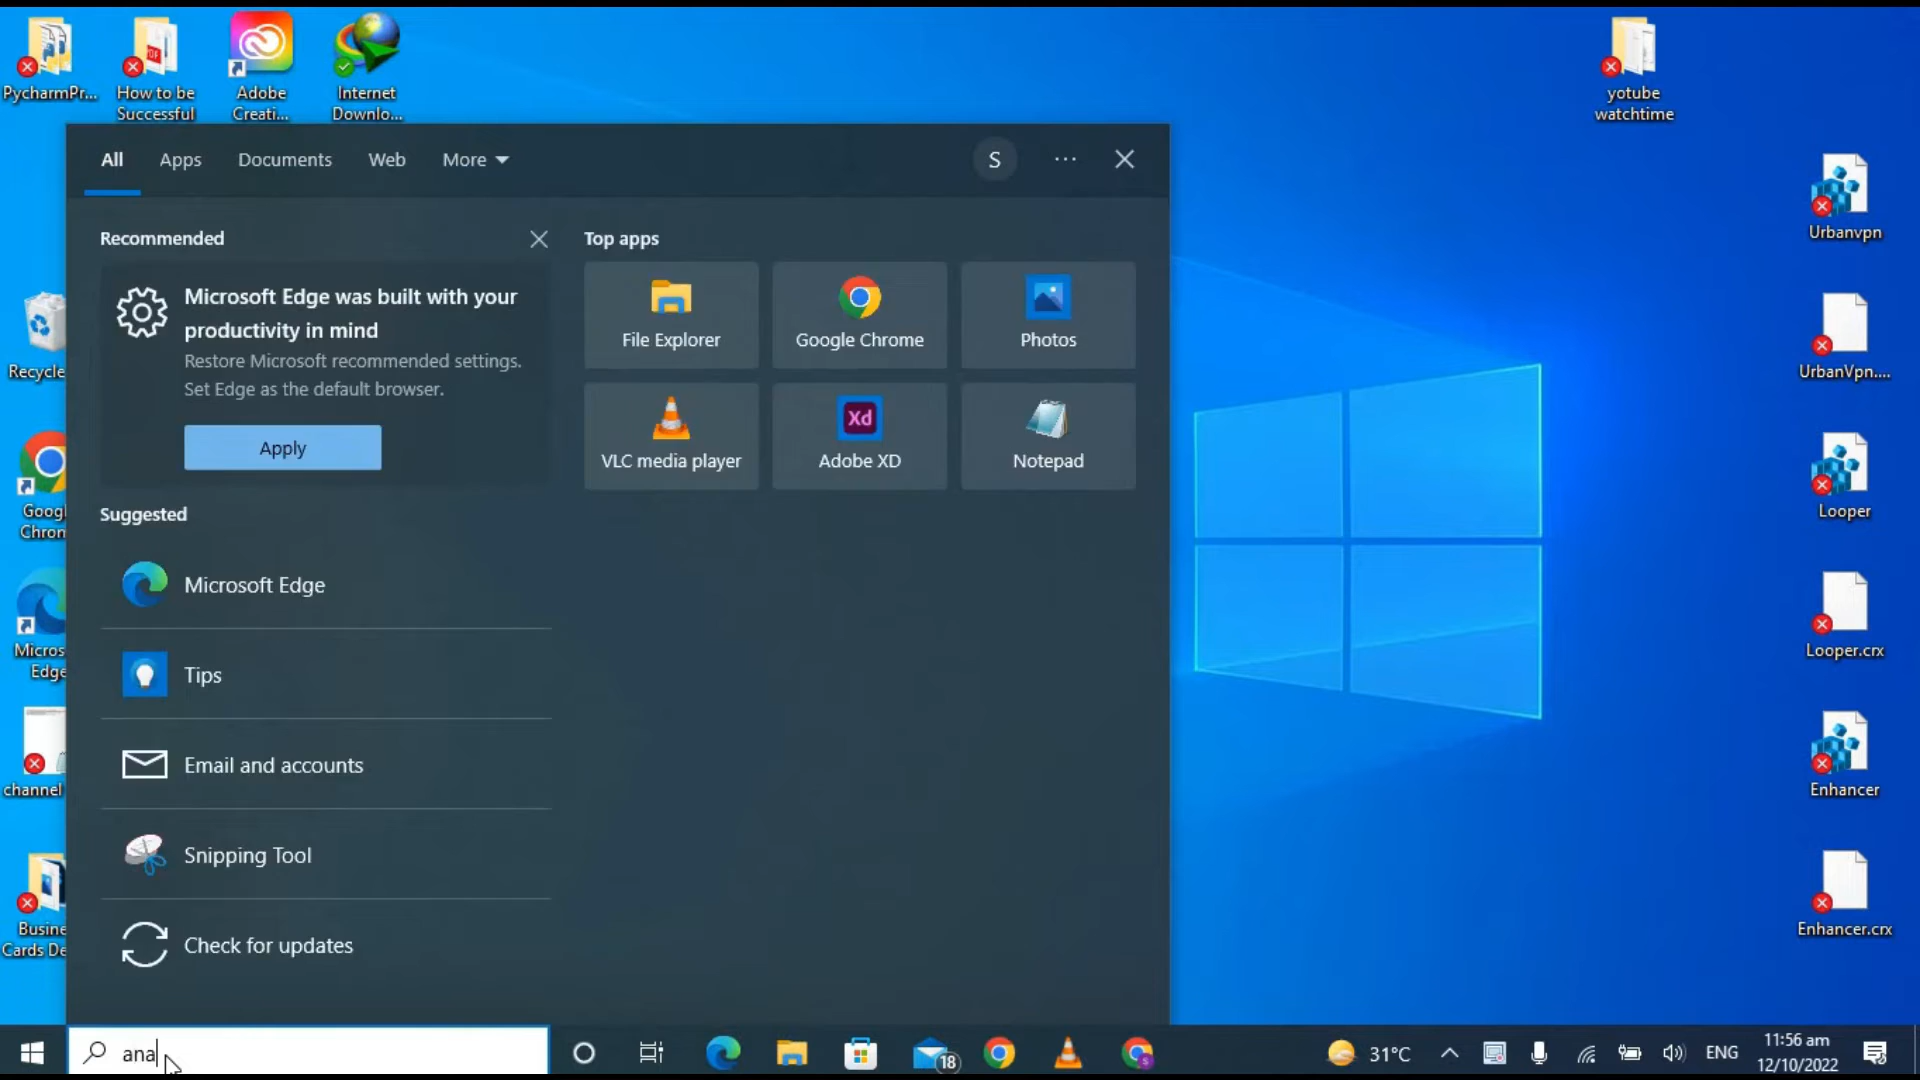 PycharmPr...
How to be
Successful
Adobe
Creati...
Internet
Downlo...
yotube
watchtime
All
Apps
Documents
Web
More
S
Recommended
Microsoft Edge was built with your
productivity in mind
Restore Microsoft recommended settings.
Set Edge as the default browser.
Apply
Top apps
File Explorer
Google Chrome
Photos
Xd
VLC media player
Adobe XD
Notepad
Suggested
Microsoft Edge
Tips
Email and accounts
Snipping Tool
Check for updates
Recycle
Googl
Chron
Micros
Edge
channel
Busine
Cards De
Urbanvpn
UrbanVpn....
Looper
Looper.crx
Enhancer
Enhancer.crx
ana
18
31°C
ENG
11:56 am
12/10/2022